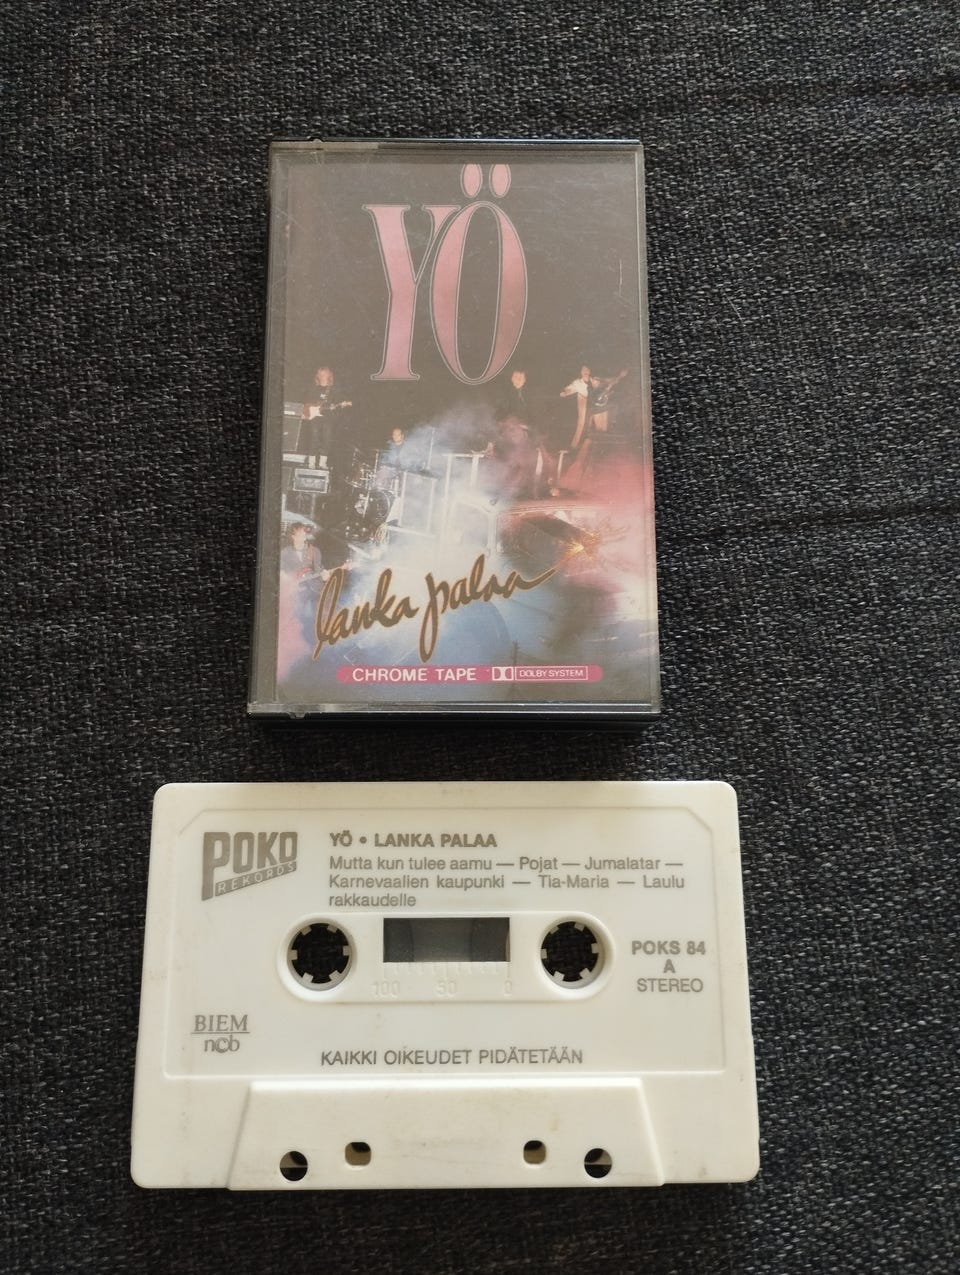 YÖ
lanka palaa
CHROME TAPE DOLBY SYSTEM
POKO
REKORDS
YÖ • LANKA PALAA
Mutta kun tulee aamu — Pojat — Jumalatar —
Karnevaalien kaupunki — Tia-Maria — Laulu
rakkaudelle
POKS 84
A
STEREO
100 50 0
BIEM
ncb
KAIKKI OIKEUDET PIDÄTETÄÄN